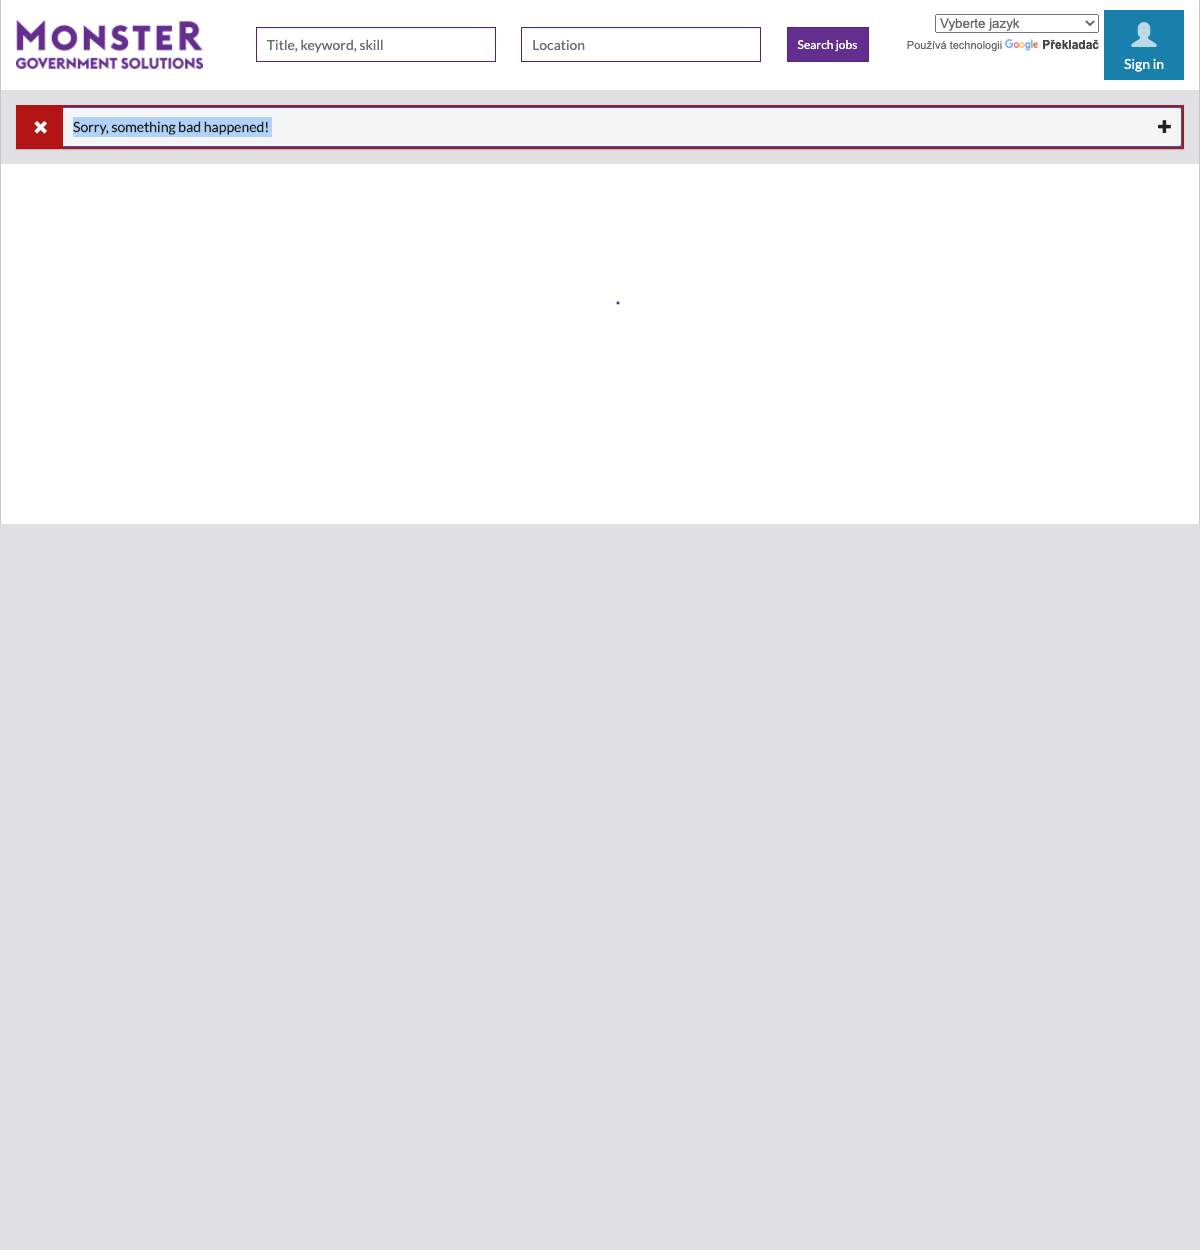 MONSTER
GOVERNMENT SOLUTIONS
Title, keyword, skill
Location
Search jobs
Vyberte jazyk
Používá technologii Google Překladač
Sign in
Sorry, something bad happened!